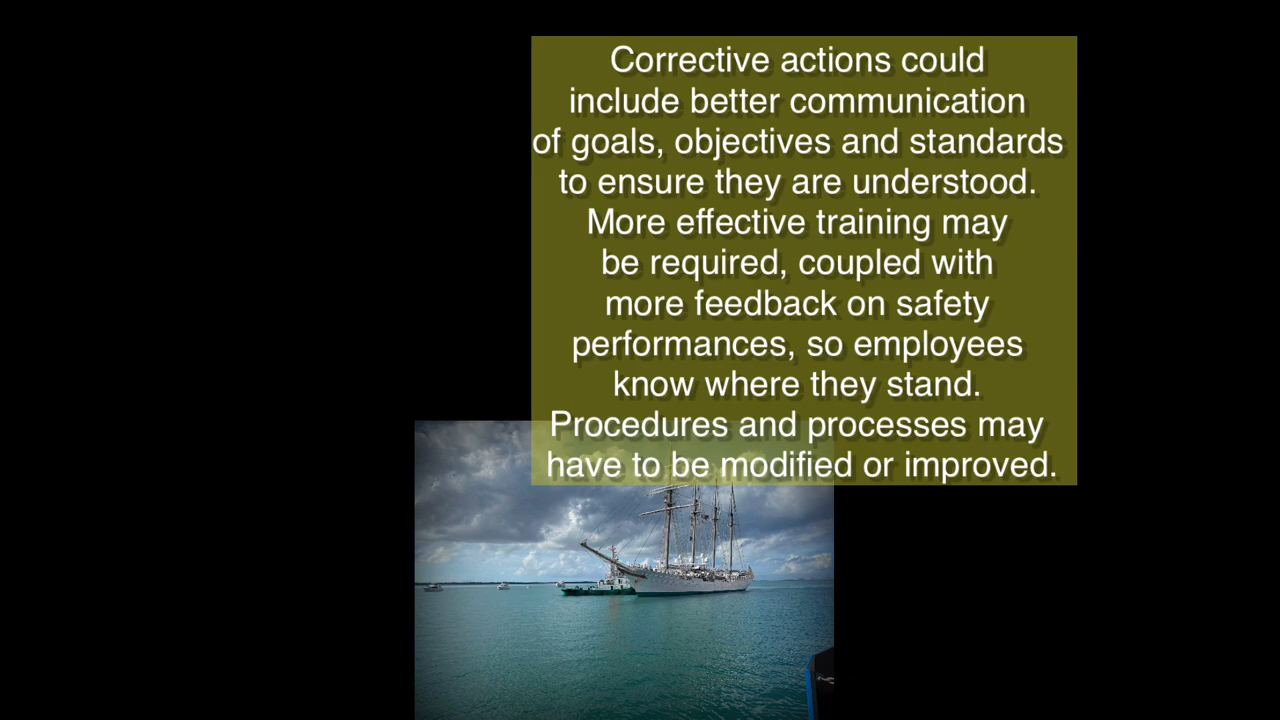 Corrective actions could
include better communication
of goals, objectives and standards
to ensure they are understood.
More effective training may
be required, coupled with
more feedback on safety
performances, so employees
know where they stand.
Procedures and processes may
have to be modified or improved.